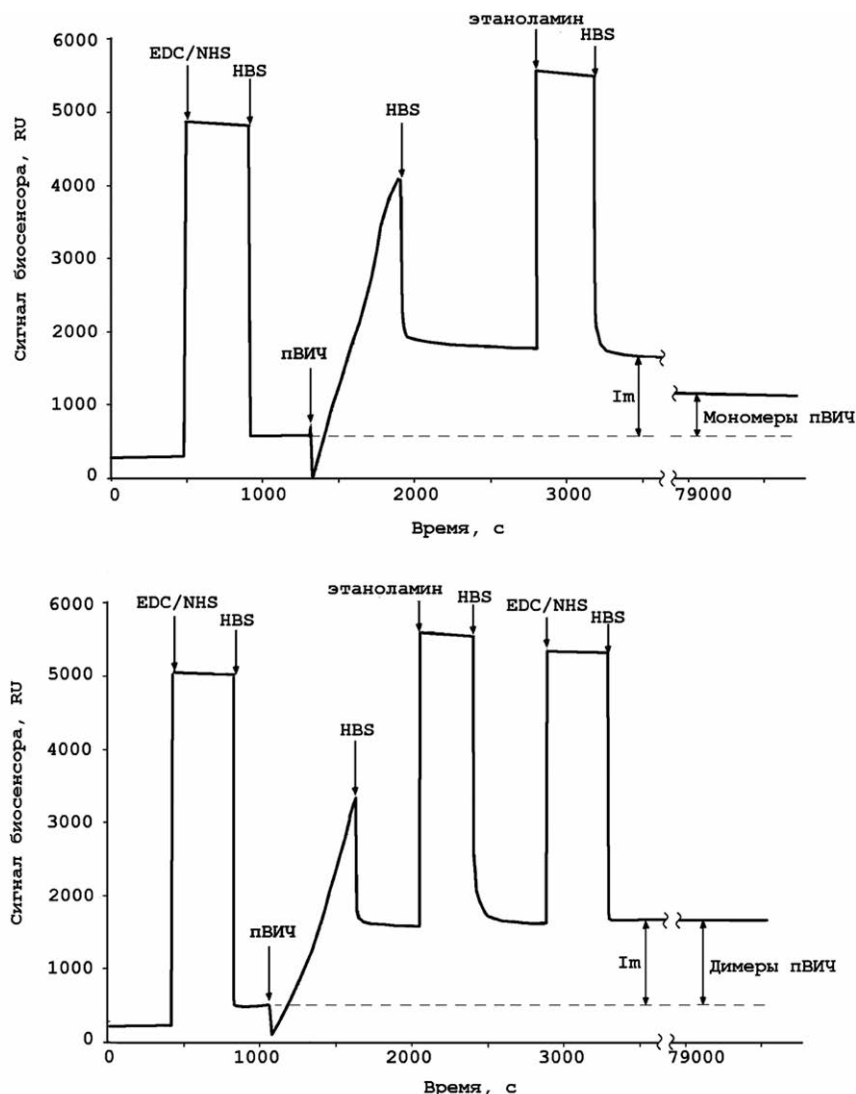 этаноламин
6000
EDC/NHS
HBS
HBS
5000
HBS
4000
3000
2000
пВИЧ
1000
Im
Мономеры пВИЧ
0
0
1000
2000
3000
79000
Сигнал биосенсора, RU
Время, с
6000
EDC/NHS
HBS
этаноламин
HBS
EDC/NHS
HBS
5000
4000
HBS
3000
2000
пВИЧ
1000
Im
Димеры пВИЧ
0
0
1000
2000
3000
79000
Сигнал биосенсора, RU
Время, с